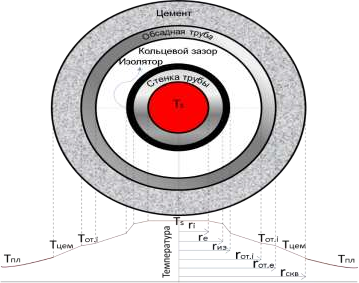 Цемент
Обсадная труба
Кольцевой зазор
Изолятор
Стенка трубы
Ts
Ts
ri
re
rиз
rот,i
rот,e
rскв
Tпл
Tцем
Tот,i
Температура
Tот,i
Tцем
Tпл